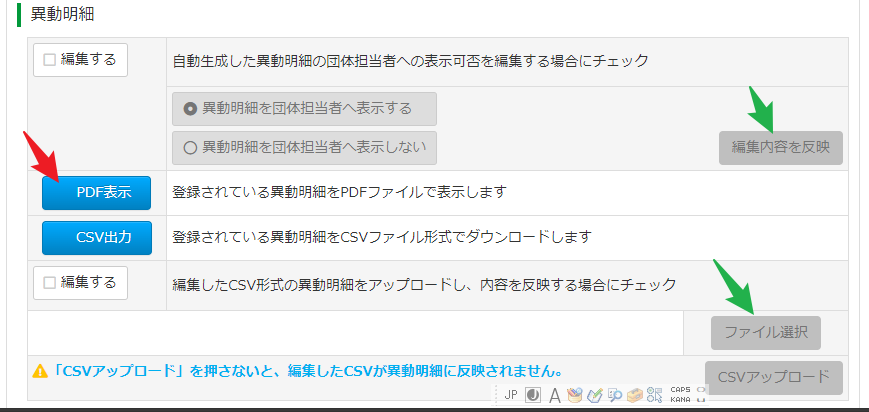 異動明細
編集する
自動生成した異動明細の団体担当者への表示可否を編集する場合にチェック
異動明細を団体担当者へ表示する
異動明細を団体担当者へ表示しない
編集内容を反映
PDF表示
登録されている異動明細をPDFファイルで表示します
CSV出力
登録されている異動明細をCSVファイル形式でダウンロードします
編集する
編集したCSV形式の異動明細をアップロードし、内容を反映する場合にチェック
ファイル選択
「CSVアップロード」を押さないと、編集したCSVが異動明細に反映されません。
CSVアップロード
JP A CAPS
KANA